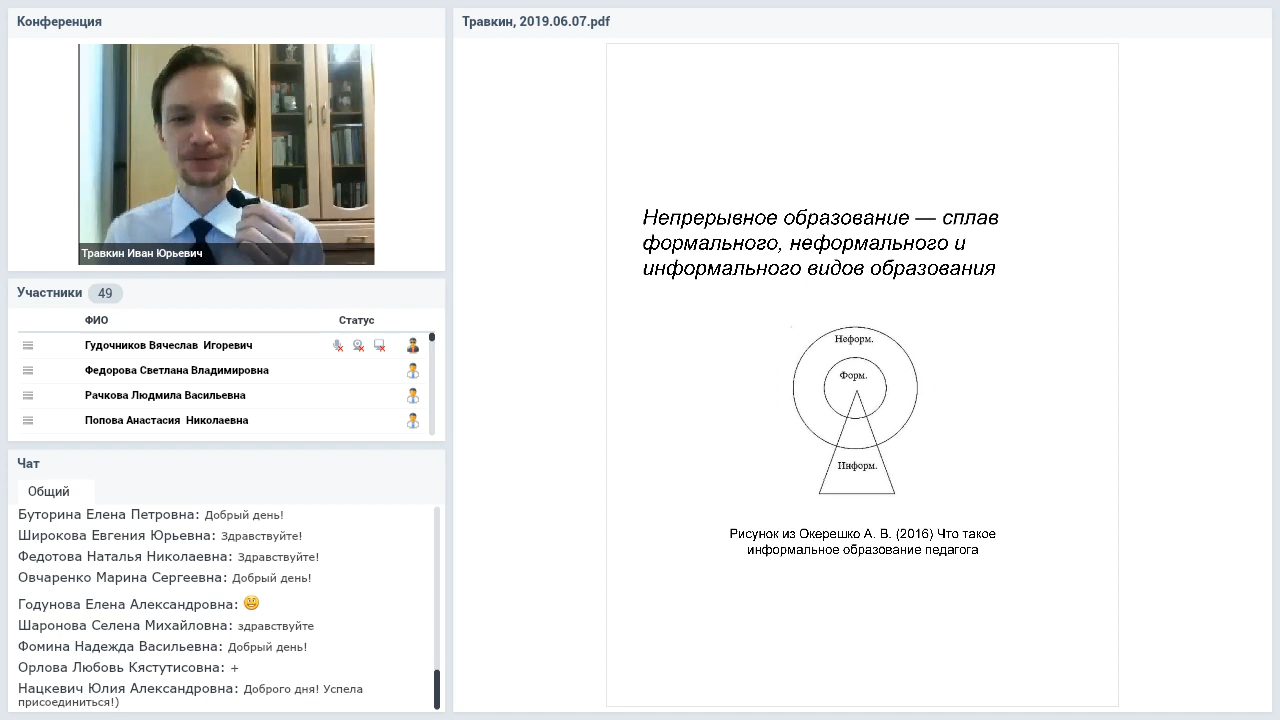 Конференция
Травкин Иван Юрьевич
Участники 49
ФИО Статус
Гудочников Вячеслав Игоревич
Федорова Светлана Владимировна
Рачкова Людмила Васильевна
Попова Анастасия Николаевна
Чат
Общий
Буторина Елена Петровна: Добрый день!
Широкова Евгения Юрьевна: Здравствуйте!
Федотова Наталья Николаевна: Здравствуйте!
Овчаренко Марина Сергеевна: Добрый день!
Годунова Елена Александровна:
Шаронова Селена Михайловна: здравствуйте
Фомина Надежда Васильевна: Добрый день!
Орлова Любовь Кястутисовна: +
Нацкевич Юлия Александровна: Доброго дня! Успела
присоединиться!)
Травкин, 2019.06.07.pdf
Непрерывное образование — сплав
формального, неформального и
информального видов образования
Неформ.
Форм.
Информ.
Рисунок из Окерешко А. В. (2016) Что такое
информальное образование педагога